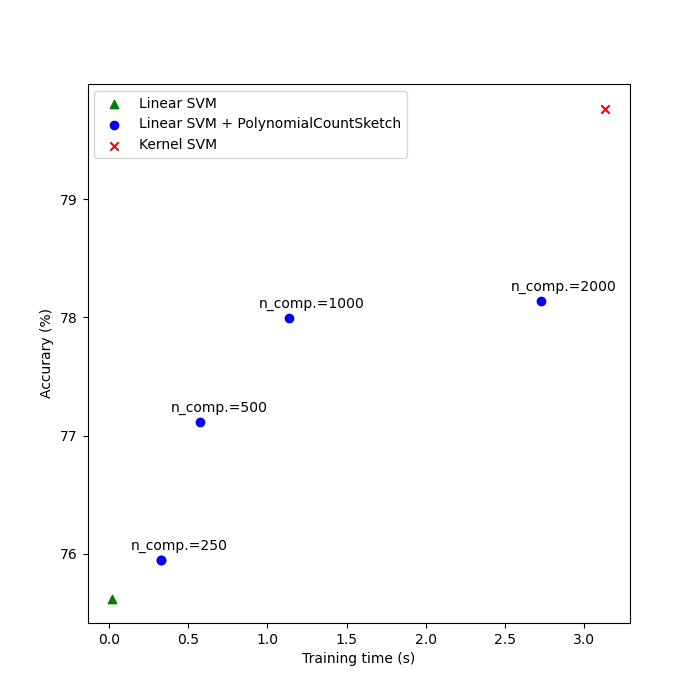 Linear SVM
Linear SVM + PolynomialCountSketch
Kernel SVM
79
78
77
76
Accurary (%)
n_comp.=2000
n_comp.=1000
n_comp.=500
n_comp.=250
0.0 0.5 1.0 1.5 2.0 2.5 3.0
Training time (s)